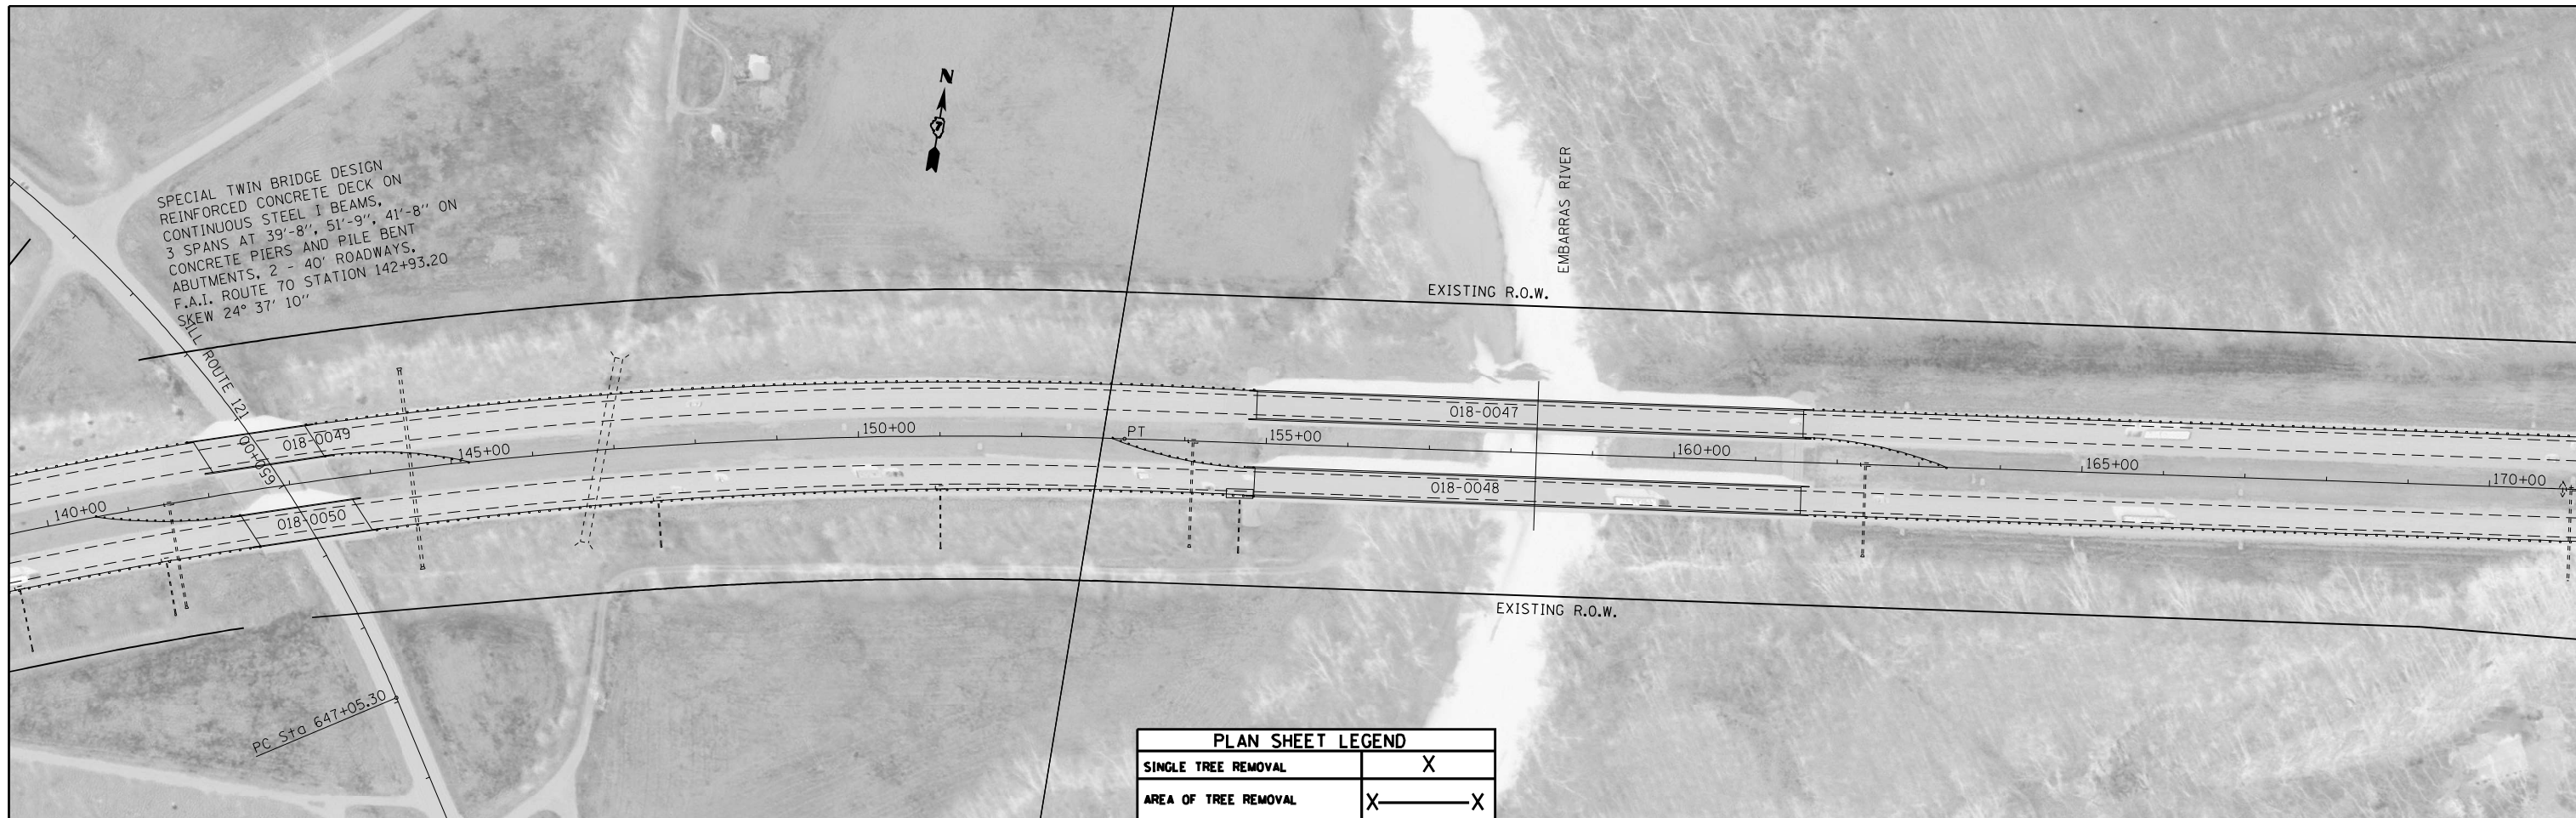 N
7
SPECIAL TWIN BRIDGE DESIGN
REINFORCED CONCRETE DECK ON
CONTINUOUS STEEL I BEAMS,
3 SPANS AT 39'-8", 51'-9", 41'-8" ON
CONCRETE PIERS AND PILE BENT
ABUTMENTS, 2 - 40' ROADWAYS,
F.A.I. ROUTE 70 STATION 142+93.20
SKEW 24° 37' 10"
EMBARRAS RIVER
EXISTING R.O.W.
ILL ROUTE 121
650+00
018-0049
018-0050
018-0047
018-0048
140+00
145+00
150+00
PT
155+00
160+00
165+00
170+00
EXISTING R.O.W.
PC Sta 647+05.30
PLAN SHEET LEGEND
SINGLE TREE REMOVAL X
AREA OF TREE REMOVAL X X